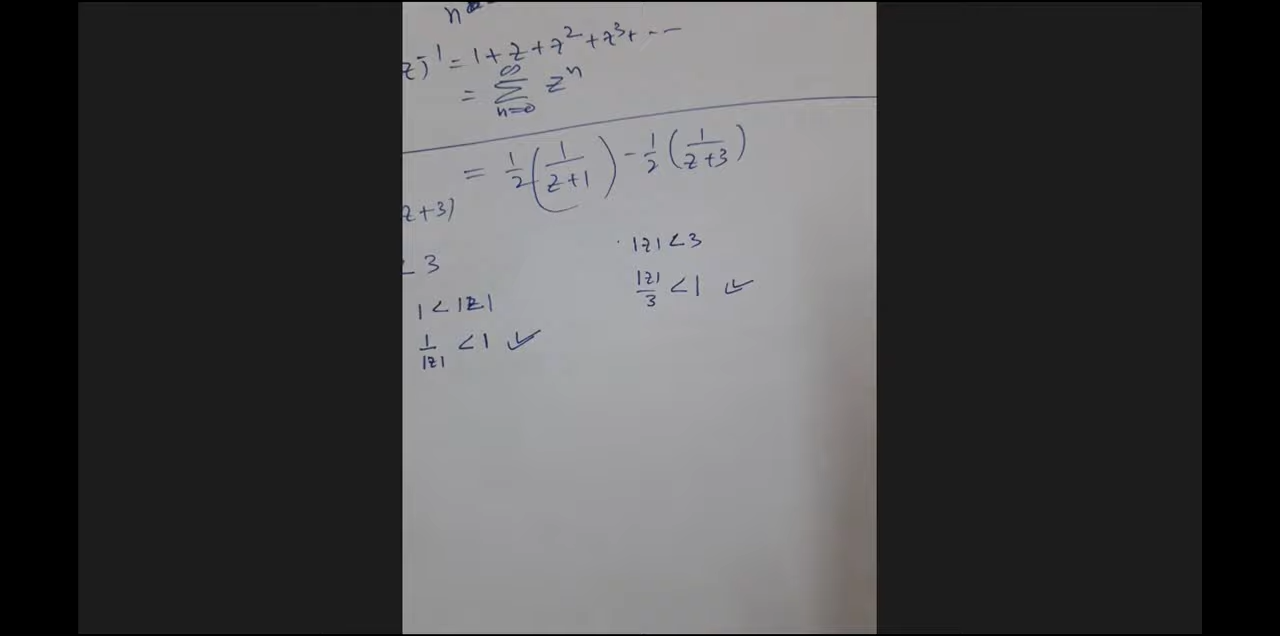 n
z)⁻¹ = 1 + z + z² + z³ + ---
= ∑_{n=0}^{∞} zⁿ
= 1/2 (1/(z+1)) - 1/2 (1/(z+3))
z+3)
< 3
|z| < 3
|z|/3 < 1 ✓
1 < |z|
1/|z| < 1 ✓